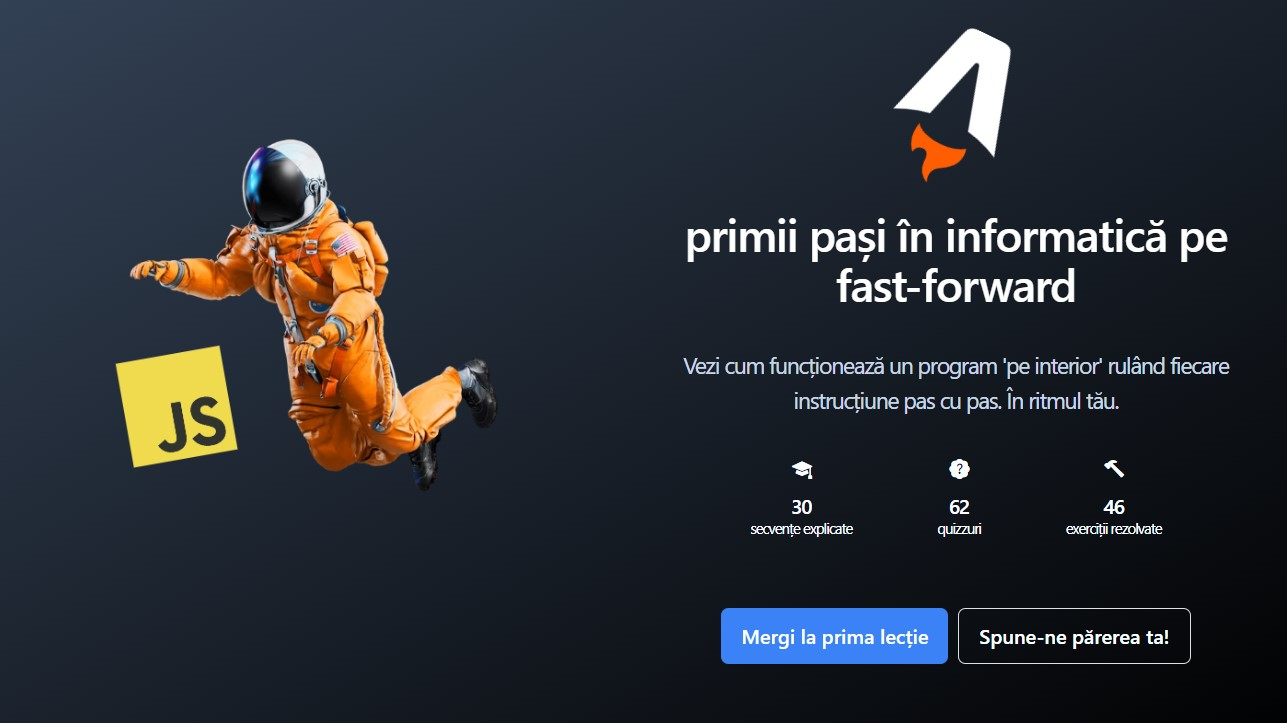 JS
primii pași în informatică pe
fast-forward
Vezi cum funcționează un program 'pe interior' rulând fiecare
instrucțiune pas cu pas. În ritmul tău.
?
30
secvențe explicate
62
quizzuri
46
exerciții rezolvate
Mergi la prima lecție
Spune-ne părerea ta!